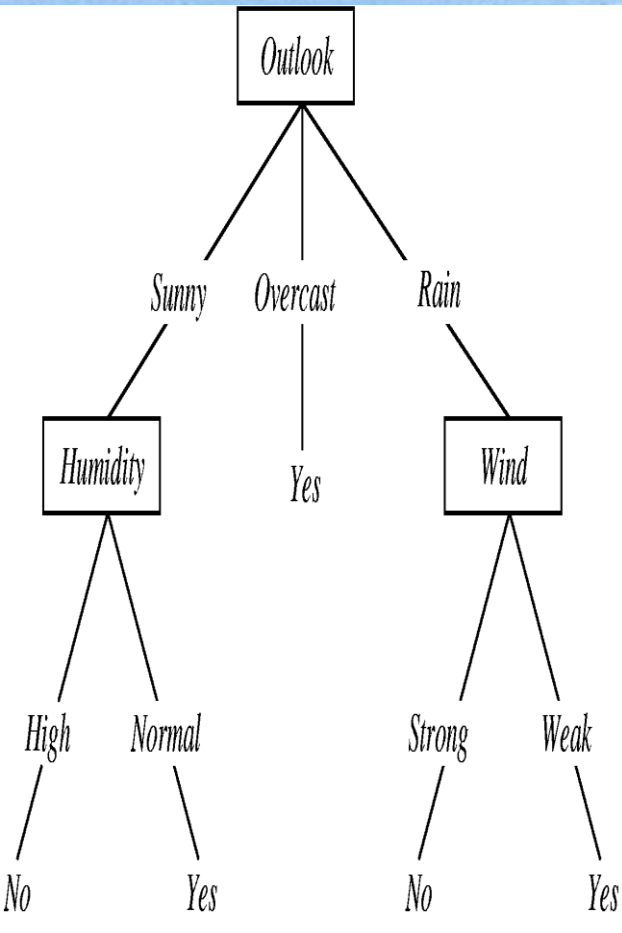 Outlook
Sunny Overcast Rain
Humidity Yes Wind
High Normal Strong Weak
No Yes No Yes